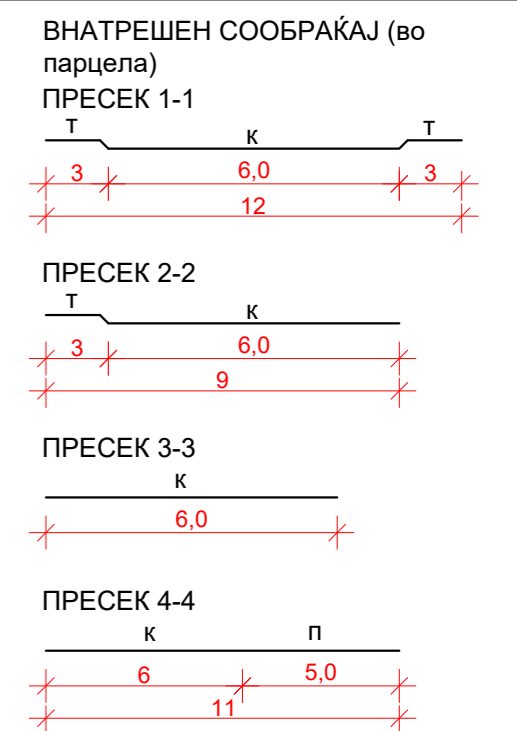 ВНАТРЕШЕН СООБРАЌАЈ (во
парцела)
ПРЕСЕК 1-1
Т К Т
3 6,0 3
12
ПРЕСЕК 2-2
Т К
3 6,0
9
ПРЕСЕК 3-3
К
6,0
ПРЕСЕК 4-4
К П
6 5,0
11